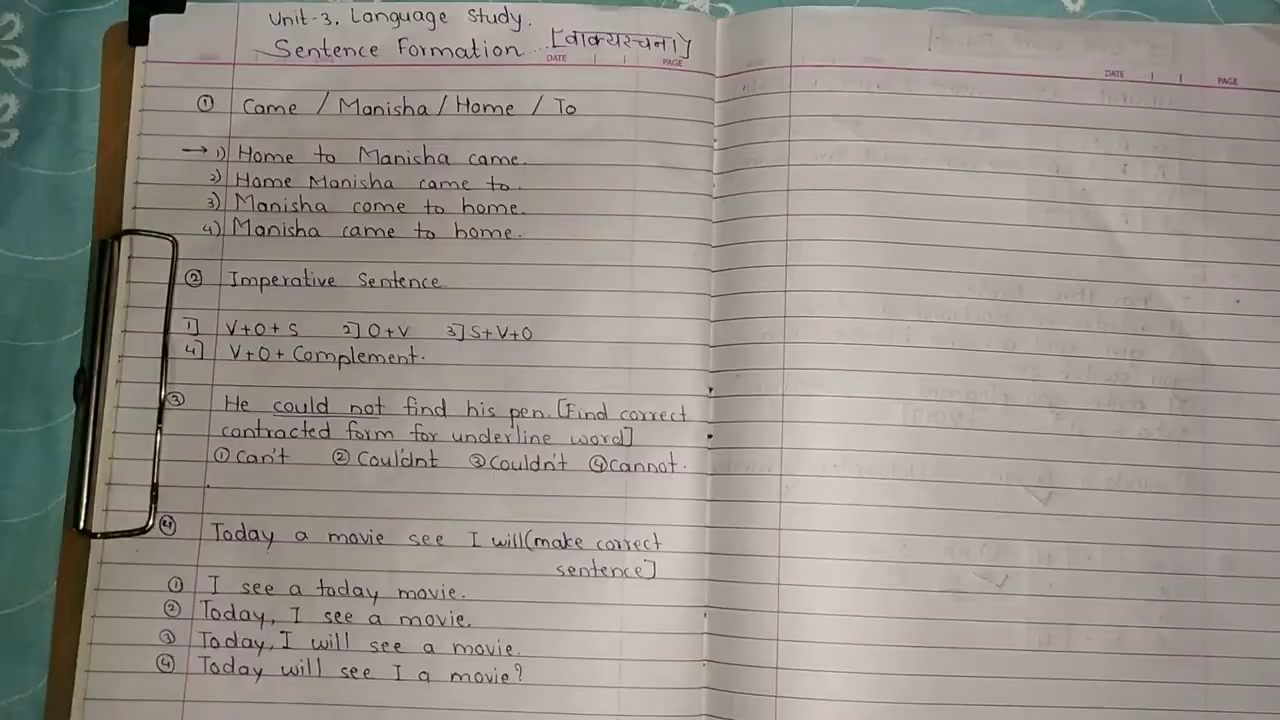 Unit-3. Language Study.
Sentence Formation... [वाक्यरचना]
DATE PAGE
DATE PAGE
① Came / Manisha / Home / To
→ 1) Home to Manisha came.
2) Home Manisha came to.
3) Manisha come to home.
4) Manisha came to home.
② Imperative Sentence
1] V+O+S 2] O+V 3] S+V+O
4] V+O+ Complement.
③ He could not find his pen. [Find correct
contracted form for underline word]
① Can't ② Could'nt ③ Couldn't ④ cannot.
④ Today a movie see I will (make correct
sentence]
① I see a today movie.
② Today, I see a movie.
③ Today, I will see a movie.
④ Today will see I a movie?